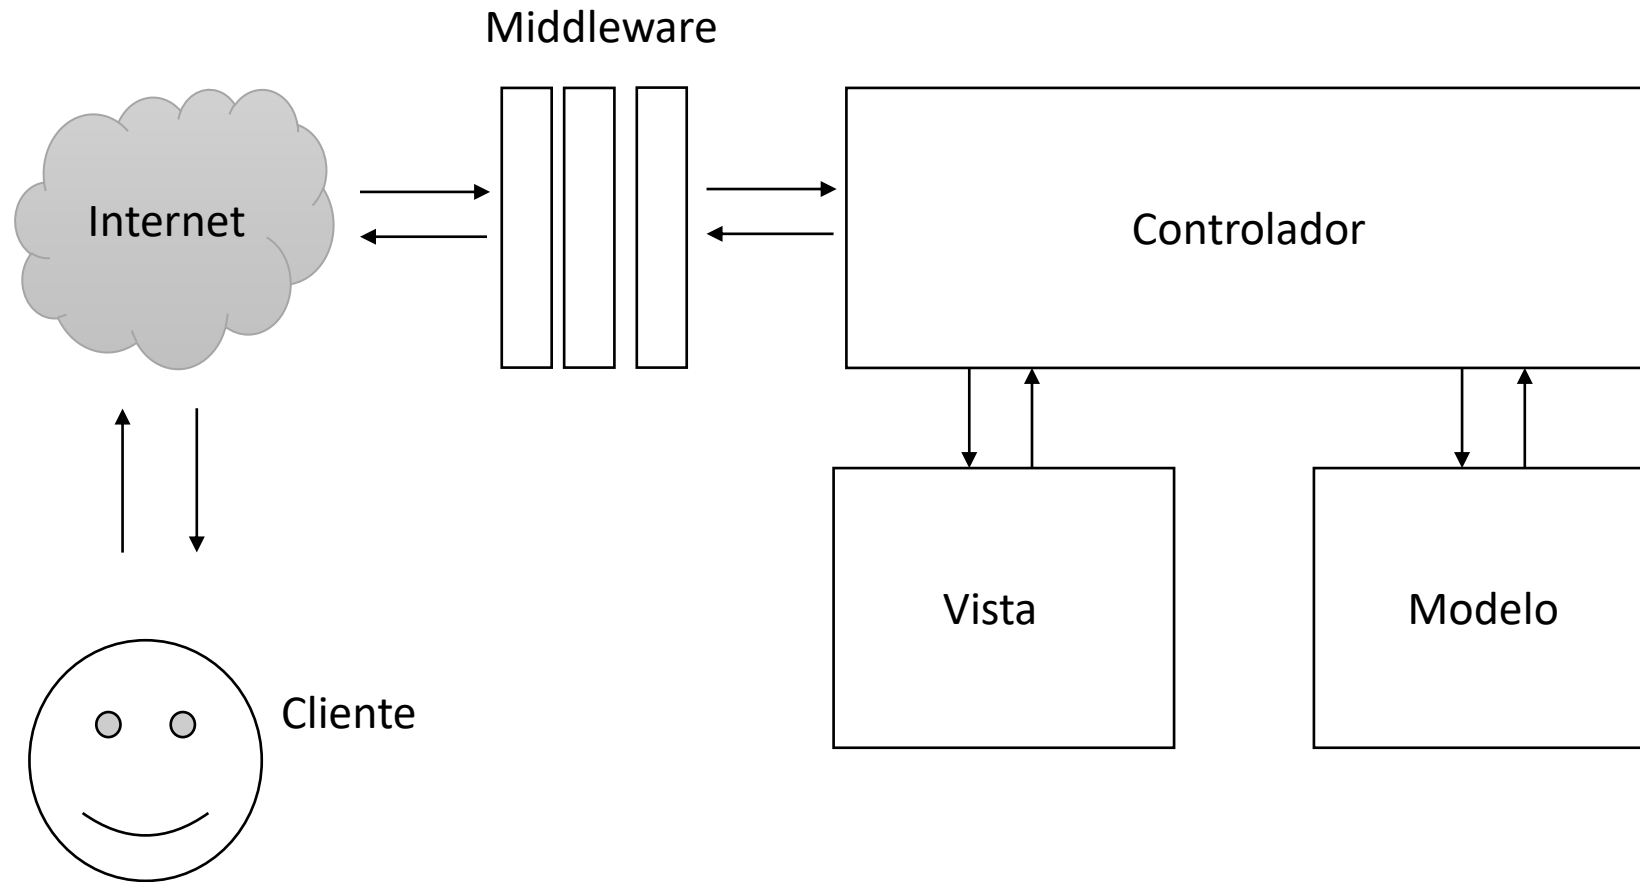 Middleware
Internet
Controlador
Vista
Modelo
Cliente